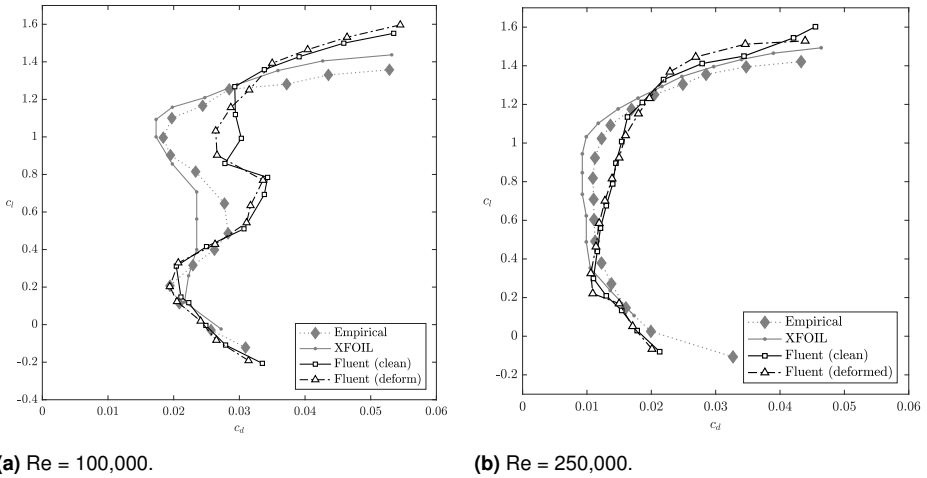 1.6
1.4
1.2
1
0.8
0.6
0.4
0.2
0
-0.2
-0.4
c_l
0 0.01 0.02 0.03 0.04 0.05 0.06
c_d
Empirical
XFOIL
Fluent (clean)
Fluent (deform)
1.6
1.4
1.2
1
0.8
0.6
0.4
0.2
0
-0.2
c_l
0 0.01 0.02 0.03 0.04 0.05 0.06
c_d
Empirical
XFOIL
Fluent (clean)
Fluent (deformed)
(a) Re = 100,000.
(b) Re = 250,000.